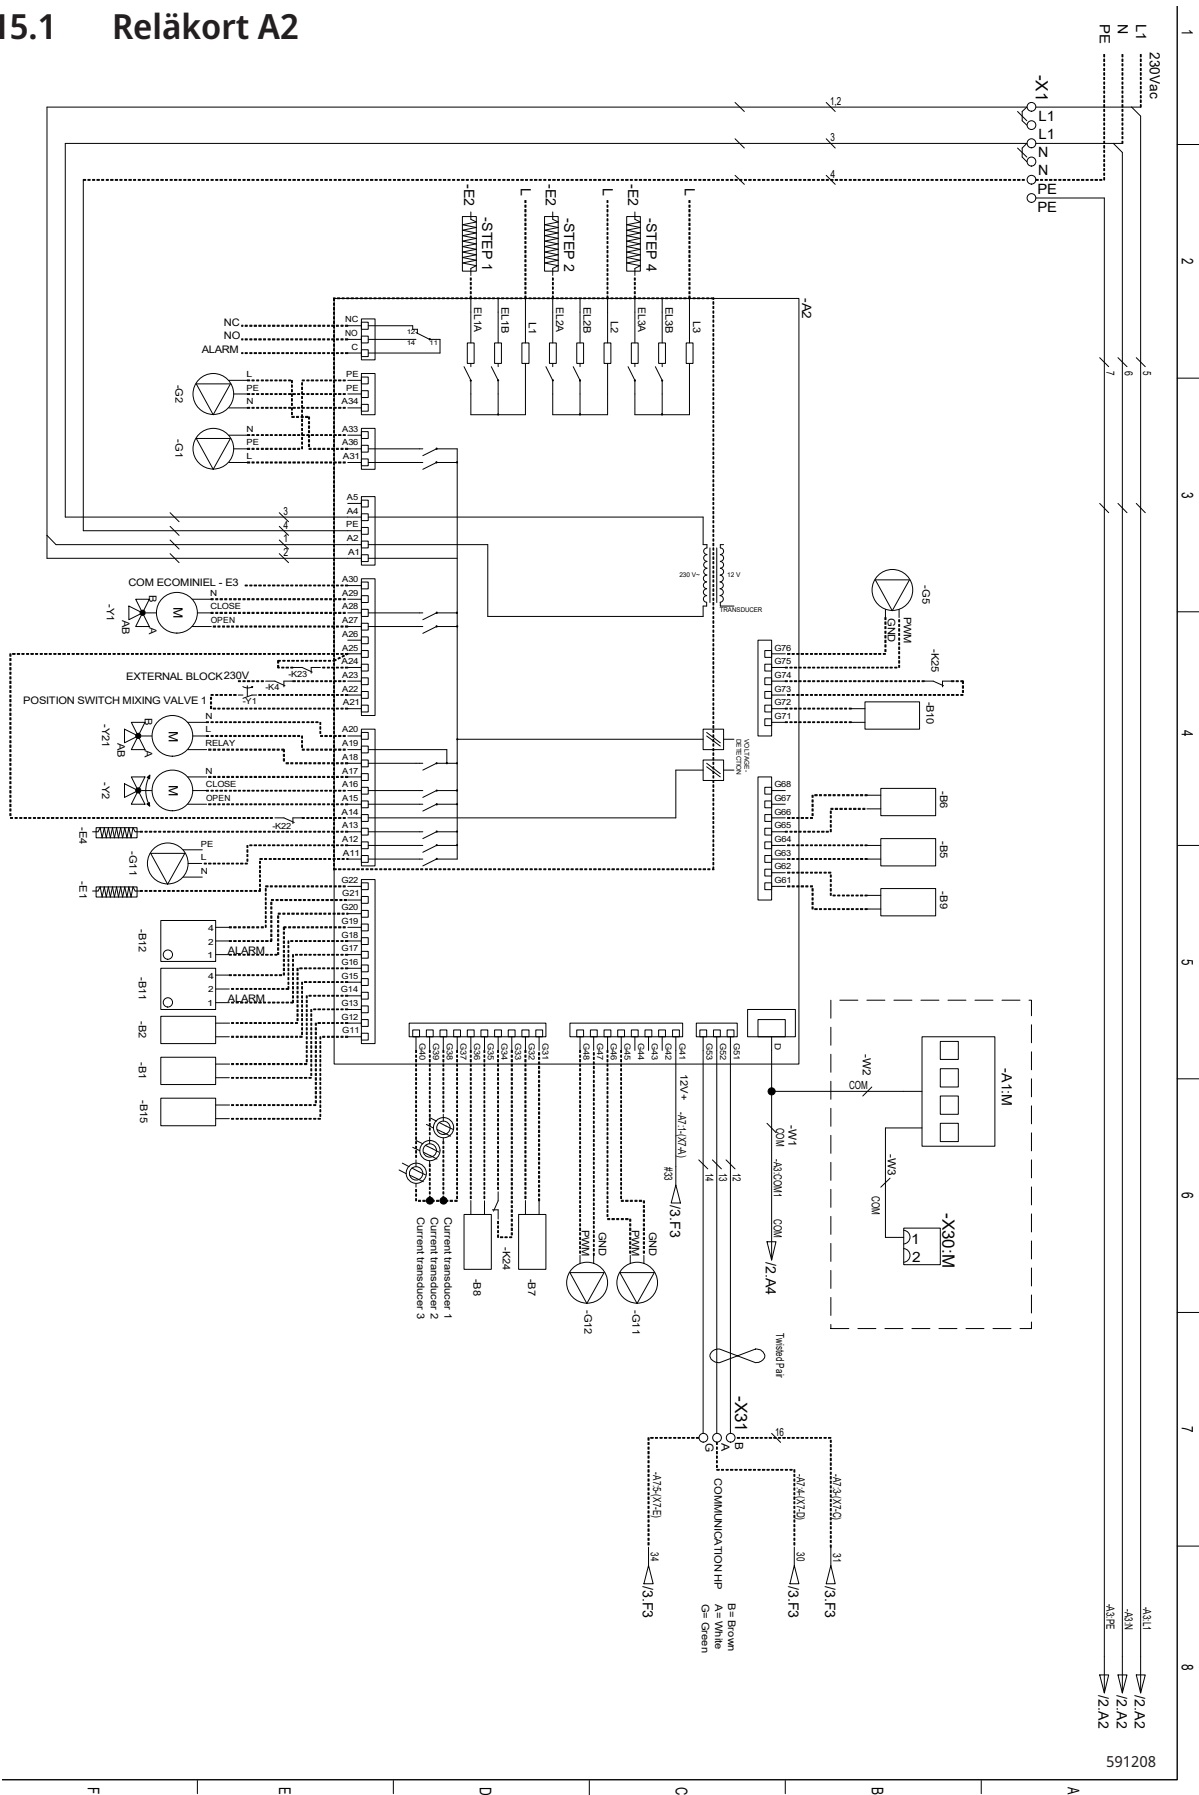 15.1 Reläkort A2
L1
N
PE
230Vac
-X1
L1
L1
N
N
PE
PE
1,2
3
4
5
6
7
1
2
3
4
5
6
7
8
-E2
-STEP 1
L
-E2
-STEP 2
L
-E2
-STEP 4
L
-A2
EL1A
EL1B
L1
EL2A
EL2B
L2
EL3A
EL3B
L3
NC
NO
ALARM
NC
NO
C
12
14
11
-G2
L
PE
N
PE
PE
A34
-G1
N
PE
L
A33
A36
A31
A5
A4
PE
A2
A1
3
4
1
2
230 V~
12 V
TRANSDUCER
COM ECOMINIEL - E3
N
CLOSE
OPEN
-Y1
AB
B
A
M
A30
A29
A28
A27
A26
A25
A24
A23
A22
A21
-K23
EXTERNAL BLOCK 230V
-K4
POSITION SWITCH MIXING VALVE 1
-Y1
-Y21
AB
B
A
M
N
L
RELAY
-Y2
M
N
CLOSE
OPEN
A20
A19
A18
A17
A16
A15
A14
A13
A12
A11
-K22
-E4
-G11
PE
L
N
-E1
VOLTAGE-
DETECTION
-G5
GND
PWM
-K25
-B10
G76
G75
G74
G73
G72
G71
G68
G67
G66
G65
G64
G63
G62
G61
-B6
-B5
-B9
G22
G21
G20
G19
G18
G17
G16
G15
G14
G13
G12
G11
-B12
4
2
1
ALARM
-B11
4
2
1
ALARM
-B2
-B1
-B15
G40
G39
G38
G37
G36
G35
G34
G33
G32
G31
G48
G47
G46
G45
G44
G43
G42
G41
G53
G52
G51
D
Current transducer 1
Current transducer 2
Current transducer 3
-B8
-K24
-B7
PWM
GND
-G12
PWM
GND
-G11
12V+
-A7:1-(X7-A)
#33
/3.F3
14
13
12
-W1
COM
-A3:COM1
COM
/2.A4
-W2
COM
-A1:M
-W3
COM
-X30:M
1
2
Twisted Pair
-X31
G
A
B
16
-A7:5-(X7-E)
-A7:4-(X7-D)
-A7:3-(X7-C)
COMMUNICATION HP
34
30
31
/3.F3
/3.F3
/3.F3
B= Brown
A= White
G= Green
-A3:PE
-A3:N
-A3:L1
/2.A2
/2.A2
/2.A2
591208
F
E
D
C
B
A